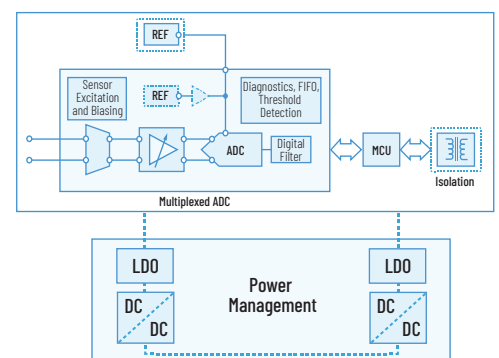 REF
Sensor
Excitation
and Biasing
REF
Diagnostics, FIFO,
Threshold
Detection
ADC
Digital
Filter
MCU
Isolation
Multiplexed ADC
LDO
LDO
Power
Management
DC
DC
DC
DC